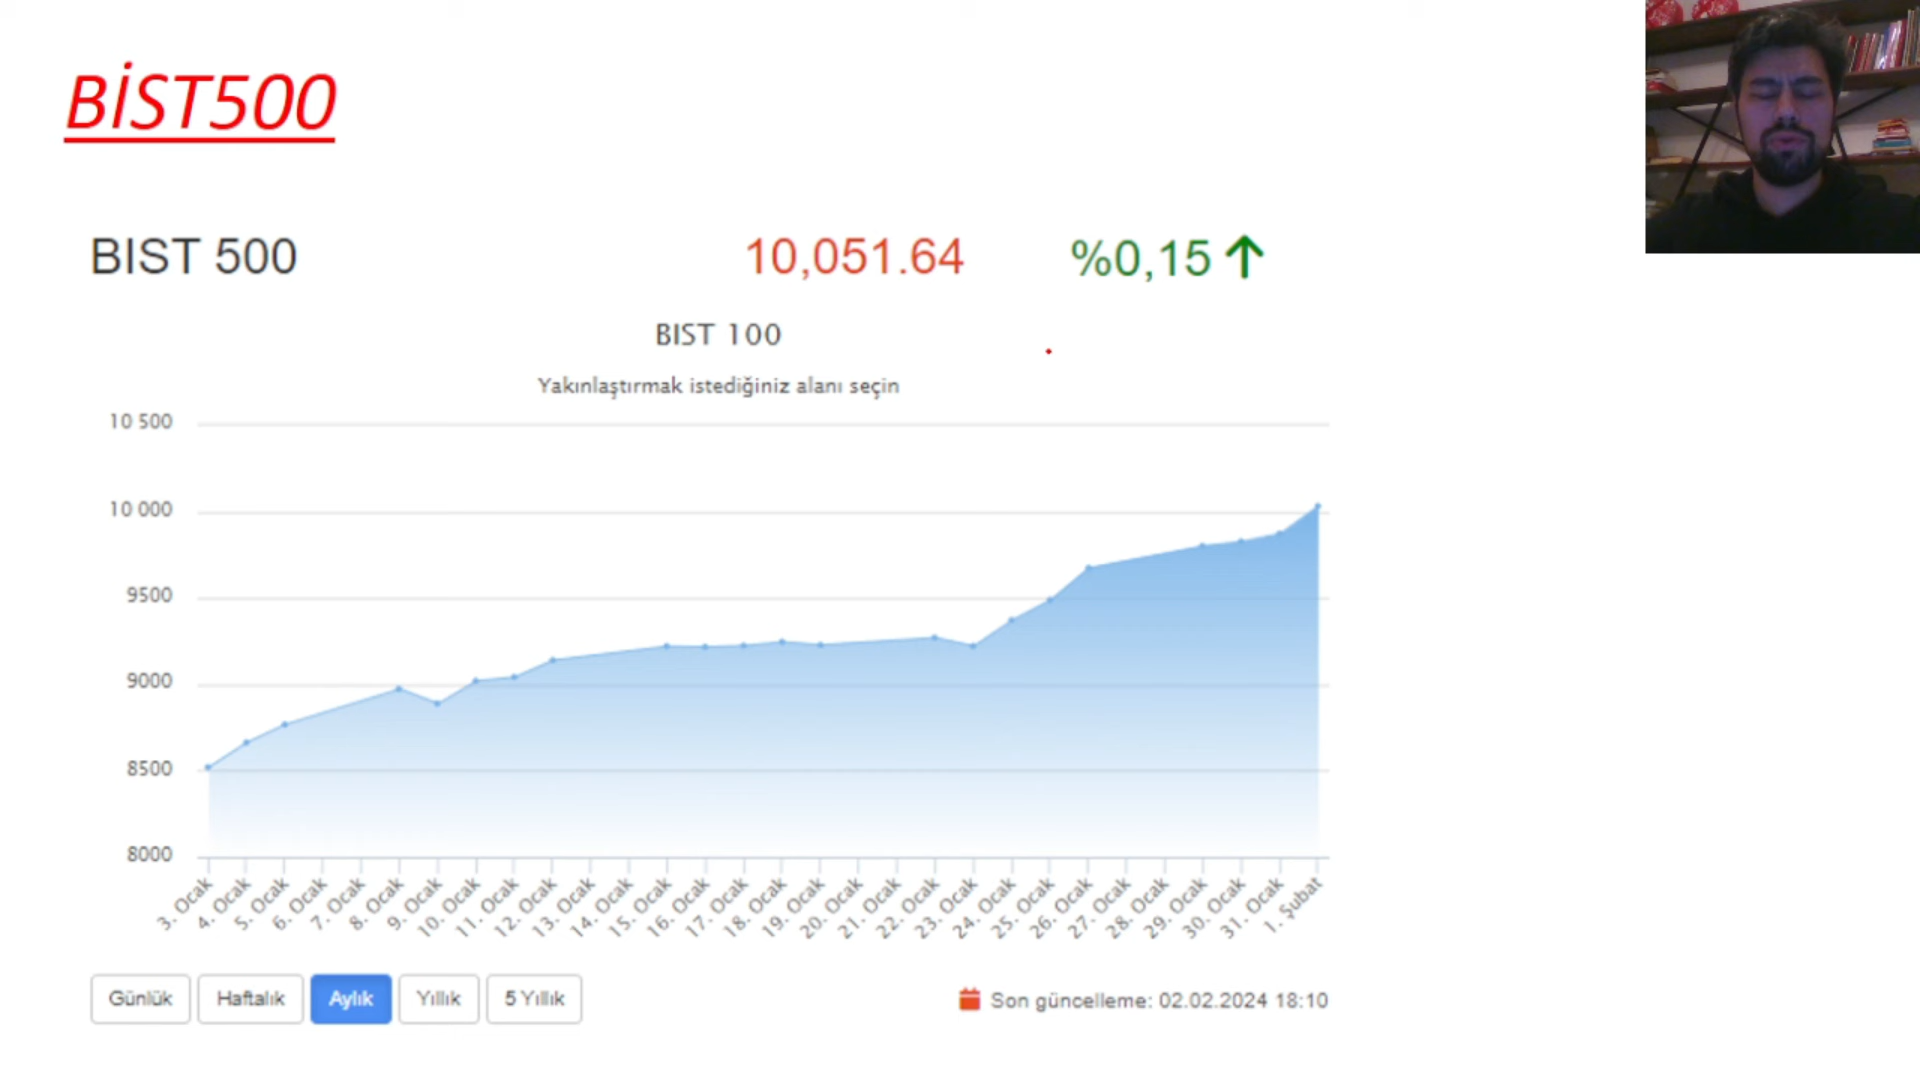 BİST500
BIST 500 10,051.64 %0,15
BIST 100
Yakınlaştırmak istediğiniz alanı seçin
10 500
10 000
9500
9000
8500
8000
3. Ocak 4. Ocak 5. Ocak 6. Ocak 7. Ocak 8. Ocak 9. Ocak 10. Ocak 11. Ocak 12. Ocak 13. Ocak 14. Ocak 15. Ocak 16. Ocak 17. Ocak 18. Ocak 19. Ocak 20. Ocak 21. Ocak 22. Ocak 23. Ocak 24. Ocak 25. Ocak 26. Ocak 27. Ocak 28. Ocak 29. Ocak 30. Ocak 31. Ocak 1. Şubat
Günlük Haftalık Aylık Yıllık 5 Yıllık Son güncelleme: 02.02.2024 18:10